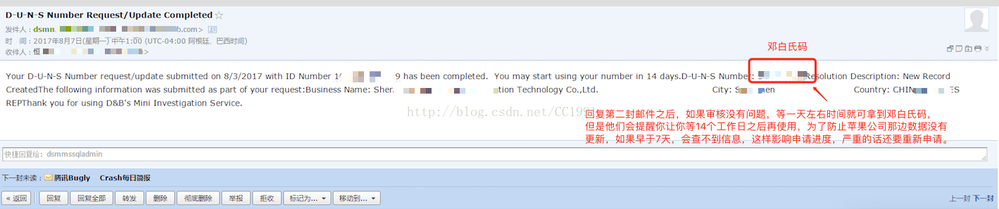 D-U-N-S Number Request/Update Completed
发件人：dsmn b.com>
时 间：2017年8月7日(星期一) 中午1:00 (UTC-04:00 阿根廷、巴西时间)
收件人：恒 >
邓白氏码
Your D-U-N-S Number request/update submitted on 8/3/2017 with ID Number 1 9 has been completed. You may start using your number in 14 days.D-U-N-S Number: Resolution Description: New Record
CreatedThe following information was submitted as part of your request:Business Name: Sher tion Technology Co.,Ltd. City: S en Country: CHIN ES
REPThank you for using D&B's Mini Investigation Service.
http://blog.csdn.net/CC1991
回复第二封邮件之后，如果审核没有问题，等一天左右时间就可拿到邓白氏码，
但是他们会提醒你让你等14个工作日之后再使用，为了防止苹果公司那边数据没有
更新，如果早于7天，会查不到信息，这样影响申请进度，严重的话还要重新申请。
快捷回复给：dsmmssqladmin
下一封未读： 腾讯Bugly Crash每日简报
« 返回 回复 回复全部 转发 删除 彻底删除 举报 拒收 标记为... 移动到... 上一封 下一封